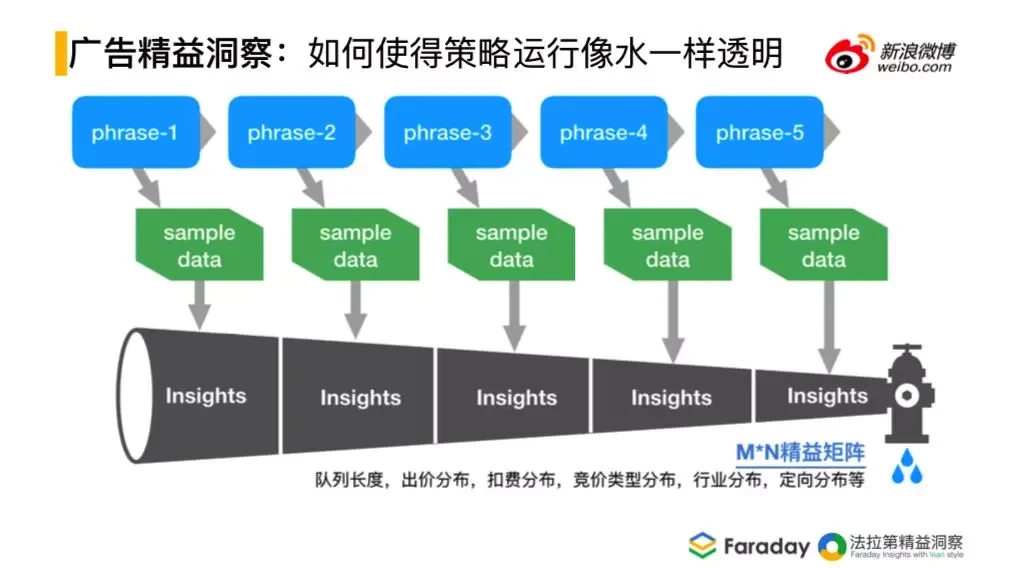 广告精益洞察：如何使得策略运行像水一样透明
新浪微博
weibo.com
phrase-1
phrase-2
phrase-3
phrase-4
phrase-5
sample
data
sample
data
sample
data
sample
data
sample
data
Insights
Insights
Insights
Insights
Insights
M*N精益矩阵
队列长度，出价分布，扣费分布，竞价类型分布，行业分布，定向分布等
Faraday
法拉第精益洞察
Faraday Insights with lean style